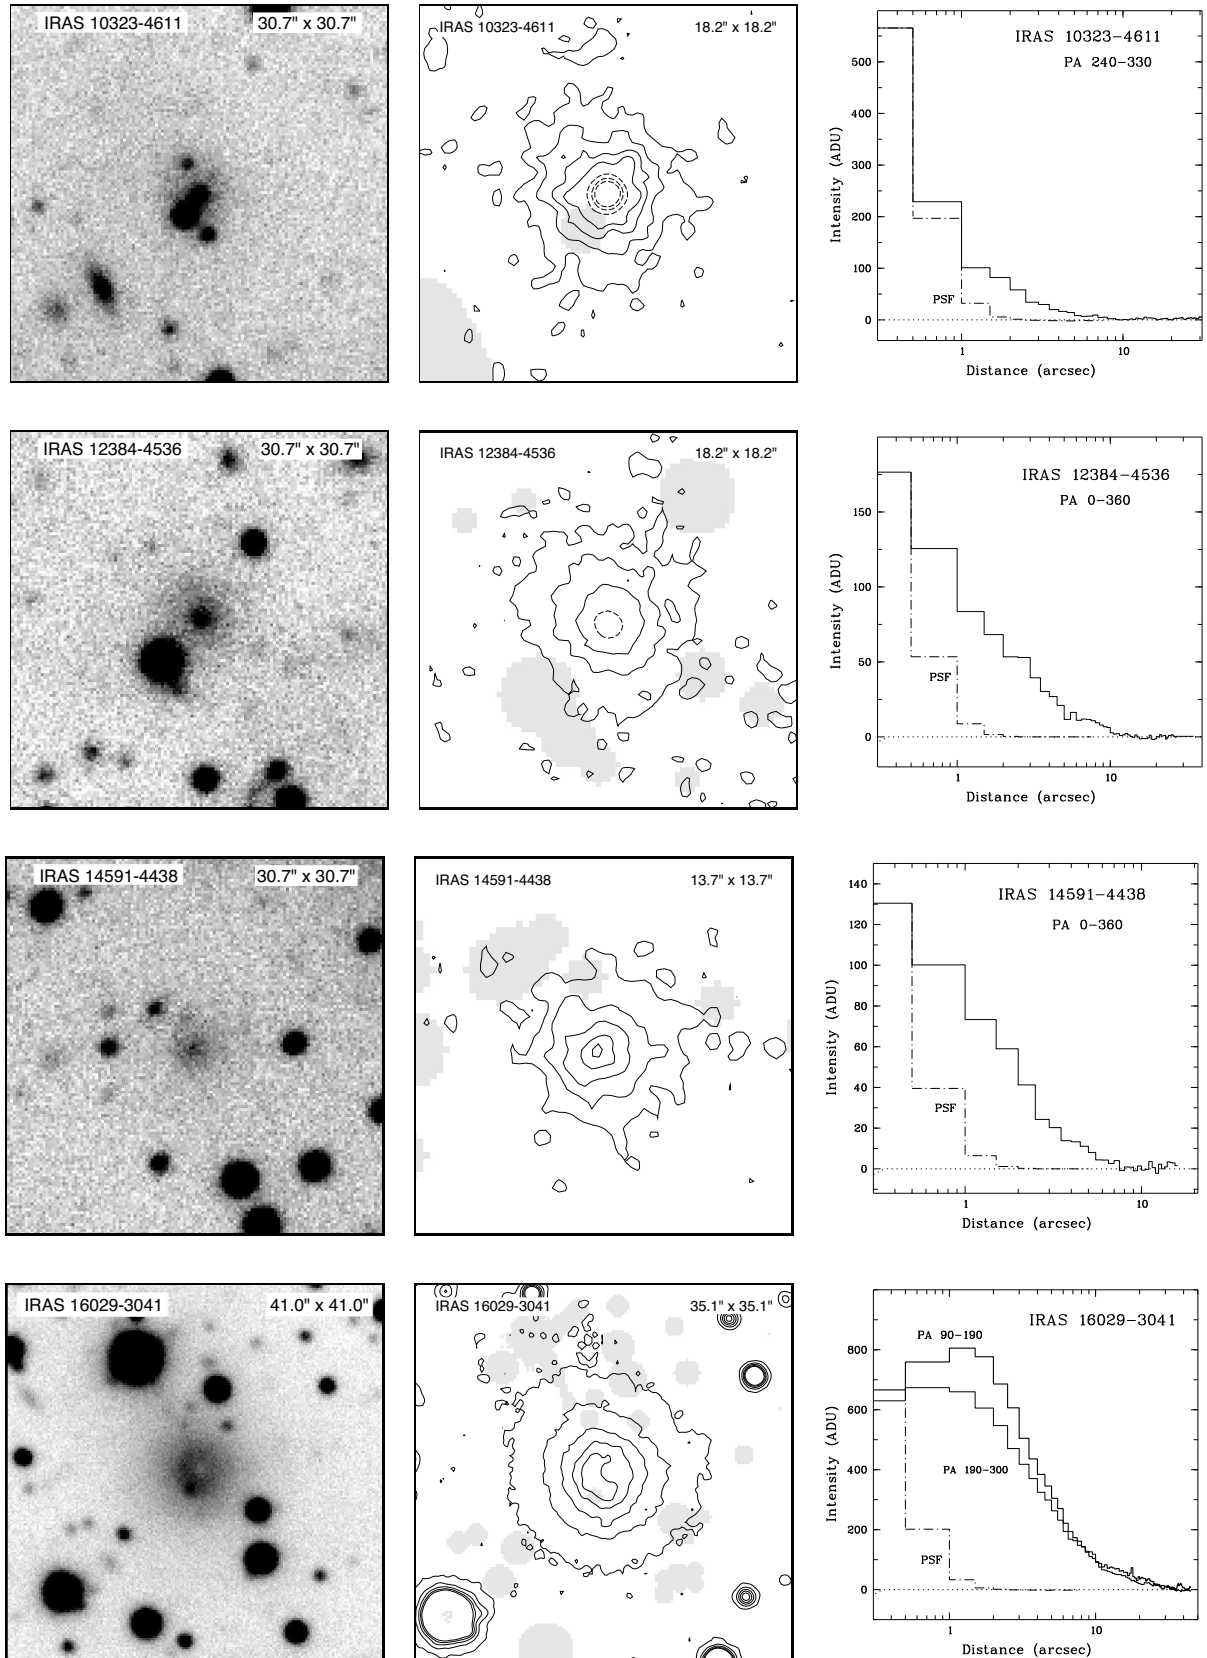 IRAS 10323-4611 30.7" x 30.7"
IRAS 10323-4611 18.2" x 18.2"
IRAS 10323-4611
PA 240-330
500
400
300
200
100
0
Intensity (ADU)
PSF
1 10
Distance (arcsec)
IRAS 12384-4536 30.7" x 30.7"
IRAS 12384-4536 18.2" x 18.2"
IRAS 12384-4536
PA 0-360
150
100
50
0
Intensity (ADU)
PSF
1 10
Distance (arcsec)
IRAS 14591-4438 30.7" x 30.7"
IRAS 14591-4438 13.7" x 13.7"
IRAS 14591-4438
PA 0-360
140
120
100
80
60
40
20
0
Intensity (ADU)
PSF
1 10
Distance (arcsec)
IRAS 16029-3041 41.0" x 41.0"
IRAS 16029-3041 35.1" x 35.1"
IRAS 16029-3041
PA 90-190
800
600
400
200
0
Intensity (ADU)
PA 190-300
PSF
1 10
Distance (arcsec)